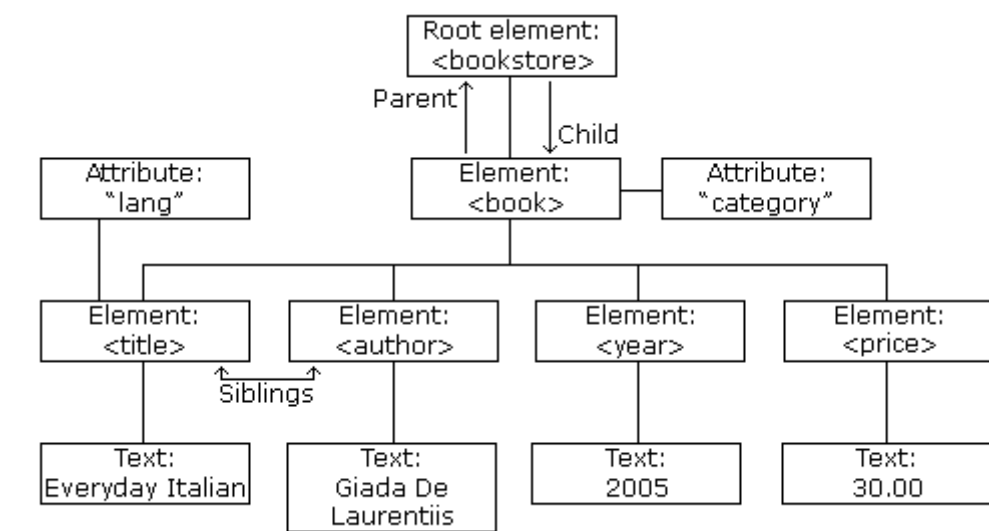 Root element:
<bookstore>
Parent
Child
Attribute:
“lang”
Element:
<book>
Attribute:
“category”
Element:
<title>
Element:
<author>
Element:
<year>
Element:
<price>
Siblings
Text:
Everyday Italian
Text:
Giada De
Laurentiis
Text:
2005
Text:
30.00